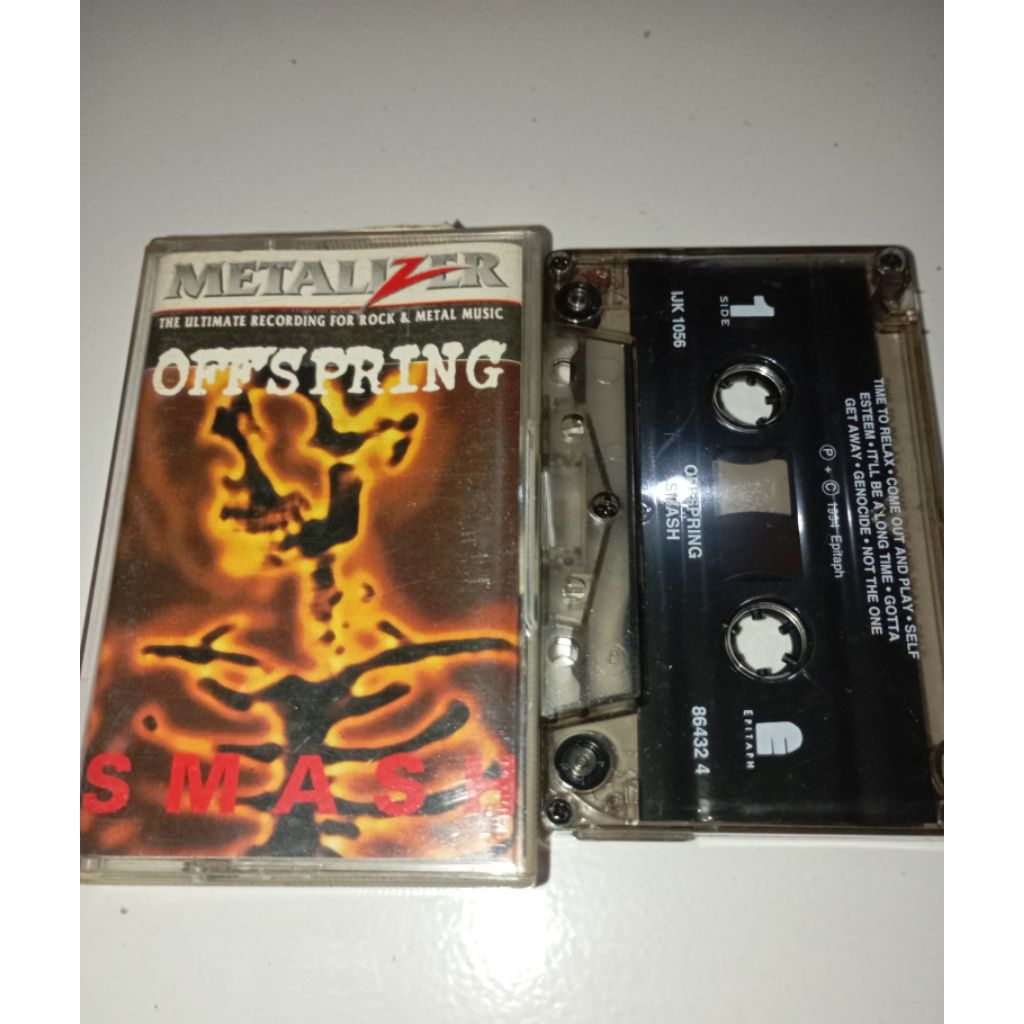 METALIZER
THE ULTIMATE RECORDING FOR ROCK & METAL MUSIC
OFFSPRING
SMASH
1
SIDE
IJK 1056
TIME TO RELAX • COME OUT AND PLAY • SELF
ESTEEM • IT'LL BE A LONG TIME • GOTTA
GET AWAY • GENOCIDE • NOT THE ONE
Ⓟ + Ⓒ 1994 Epitaph
OFFSPRING
SMASH
86432 4
E
EPITAPH